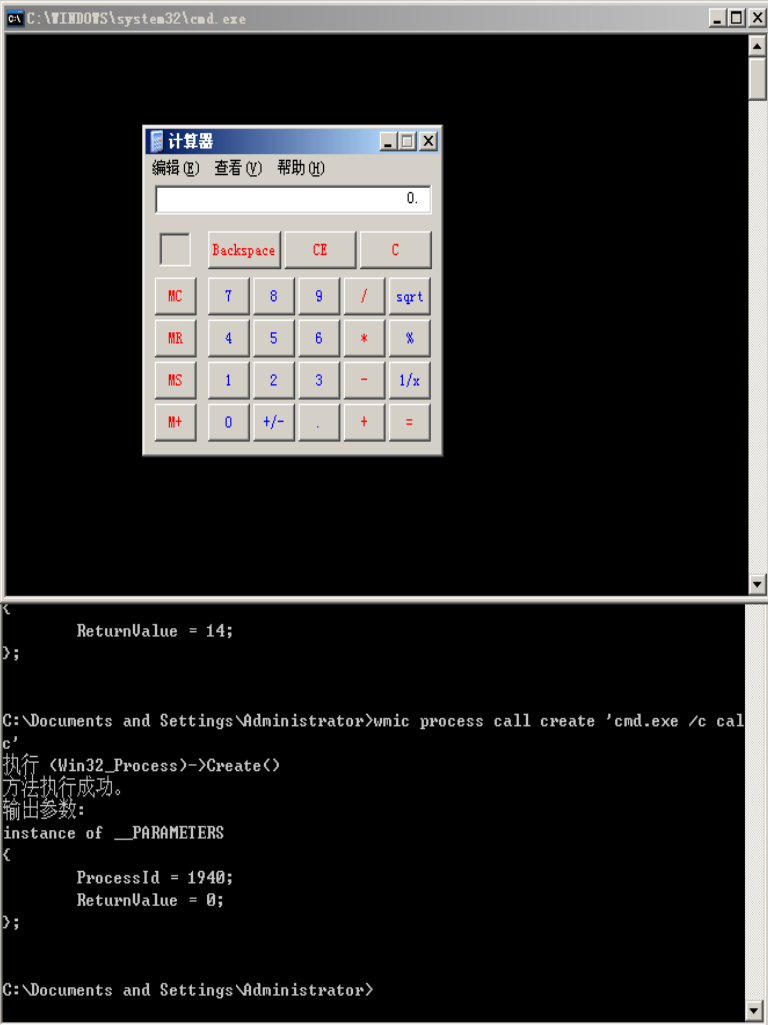 C:\WINDOWS\system32\cmd.exe
计算器
编辑(E) 查看(V) 帮助(H)
0.
Backspace CE C
MC 7 8 9 / sqrt
MR 4 5 6 * %
MS 1 2 3 - 1/x
M+ 0 +/- . + =
{
ReturnValue = 14;
};
C:\Documents and Settings\Administrator>wmic process call create 'cmd.exe /c cal
c'
执行 (Win32_Process)->Create()
方法执行成功。
输出参数:
instance of __PARAMETERS
{
ProcessId = 1940;
ReturnValue = 0;
};
C:\Documents and Settings\Administrator>